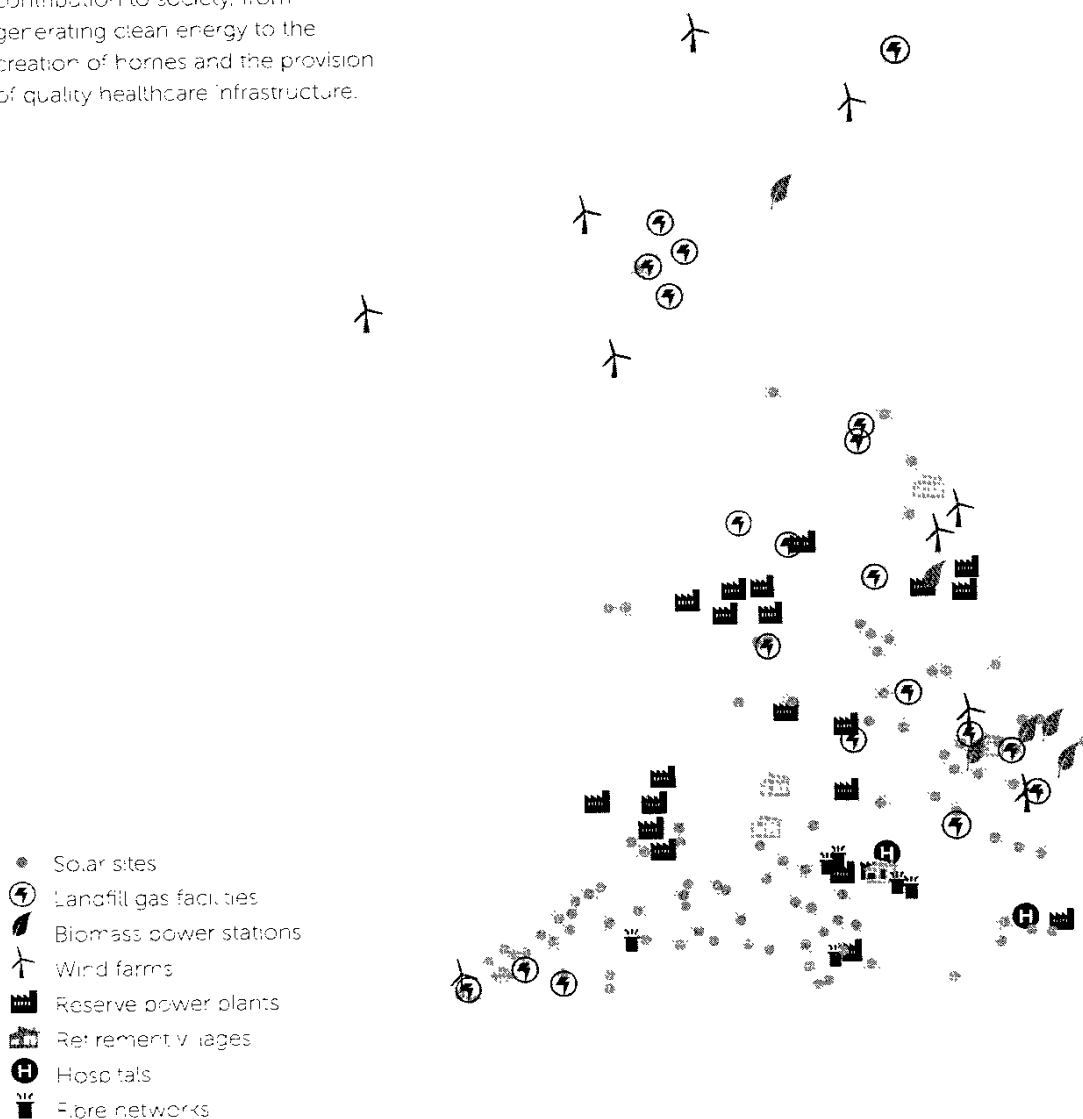 contribution to society, from
generating clean energy to the
creation of homes and the provision
of quality healthcare infrastructure.
Solar sites
Landfill gas facilities
Biomass power stations
Wind farms
Reserve power plants
Retirement villages
Hospitals
Fibre networks